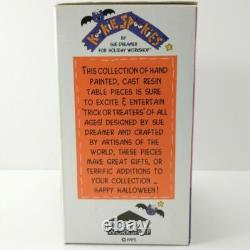 KOOKIE SPOOKIES
BY
SUE DREAMER
FOR HOLIDAY WORKSHOP
THIS COLLECTION OF HAND
PAINTED, CAST RESIN
TABLE PIECES IS SURE
TO EXCITE & ENTERTAIN
"TRICK OR TREATERS" OF
ALL AGES! DESIGNED BY SUE
DREAMER AND CRAFTED
BY ARTISANS OF THE
WORLD, THESE PIECES
MAKE GREAT GIFTS, OR
TERRIFIC ADDITIONS TO
YOUR COLLECTION ...
HAPPY HALLOWEEN!